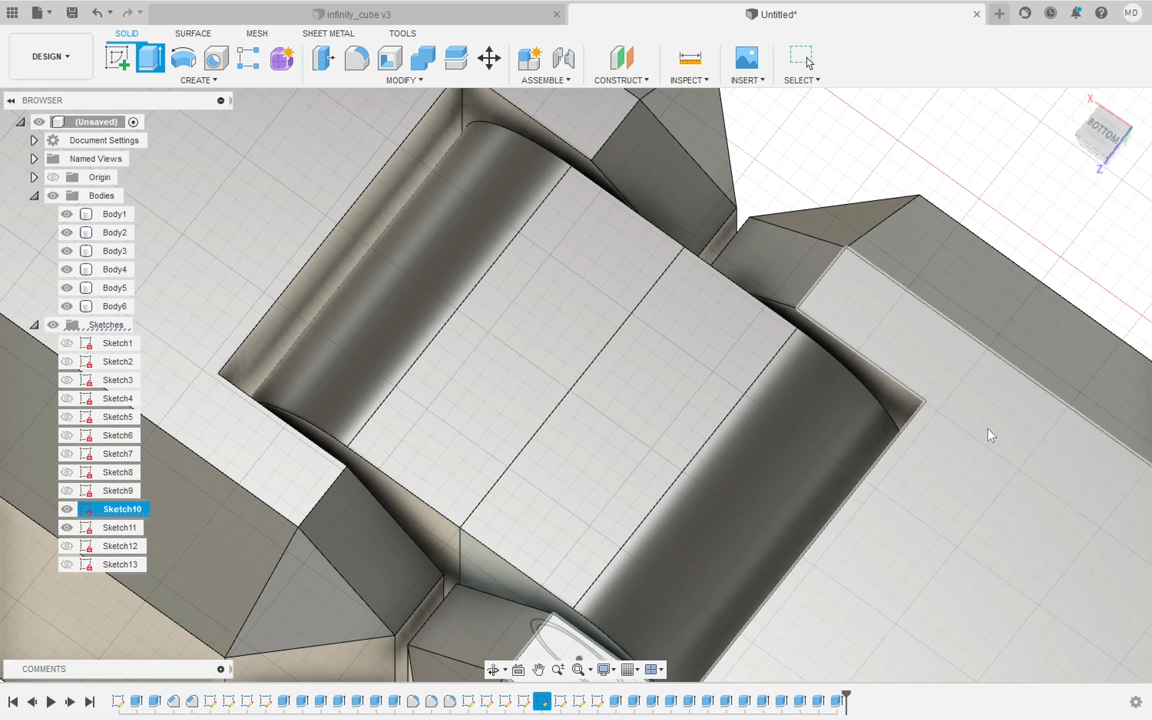 infinity_cube v3
Untitled*
MD
DESIGN
SOLID
SURFACE
MESH
SHEET METAL
TOOLS
CREATE
MODIFY
ASSEMBLE
CONSTRUCT
INSPECT
INSERT
SELECT
BROWSER
(Unsaved)
Document Settings
Named Views
Origin
Bodies
Body1
Body2
Body3
Body4
Body5
Body6
Sketches
Sketch1
Sketch2
Sketch3
Sketch4
Sketch5
Sketch6
Sketch7
Sketch8
Sketch9
Sketch10
Sketch11
Sketch12
Sketch13
X
BOTTOM
Z
COMMENTS